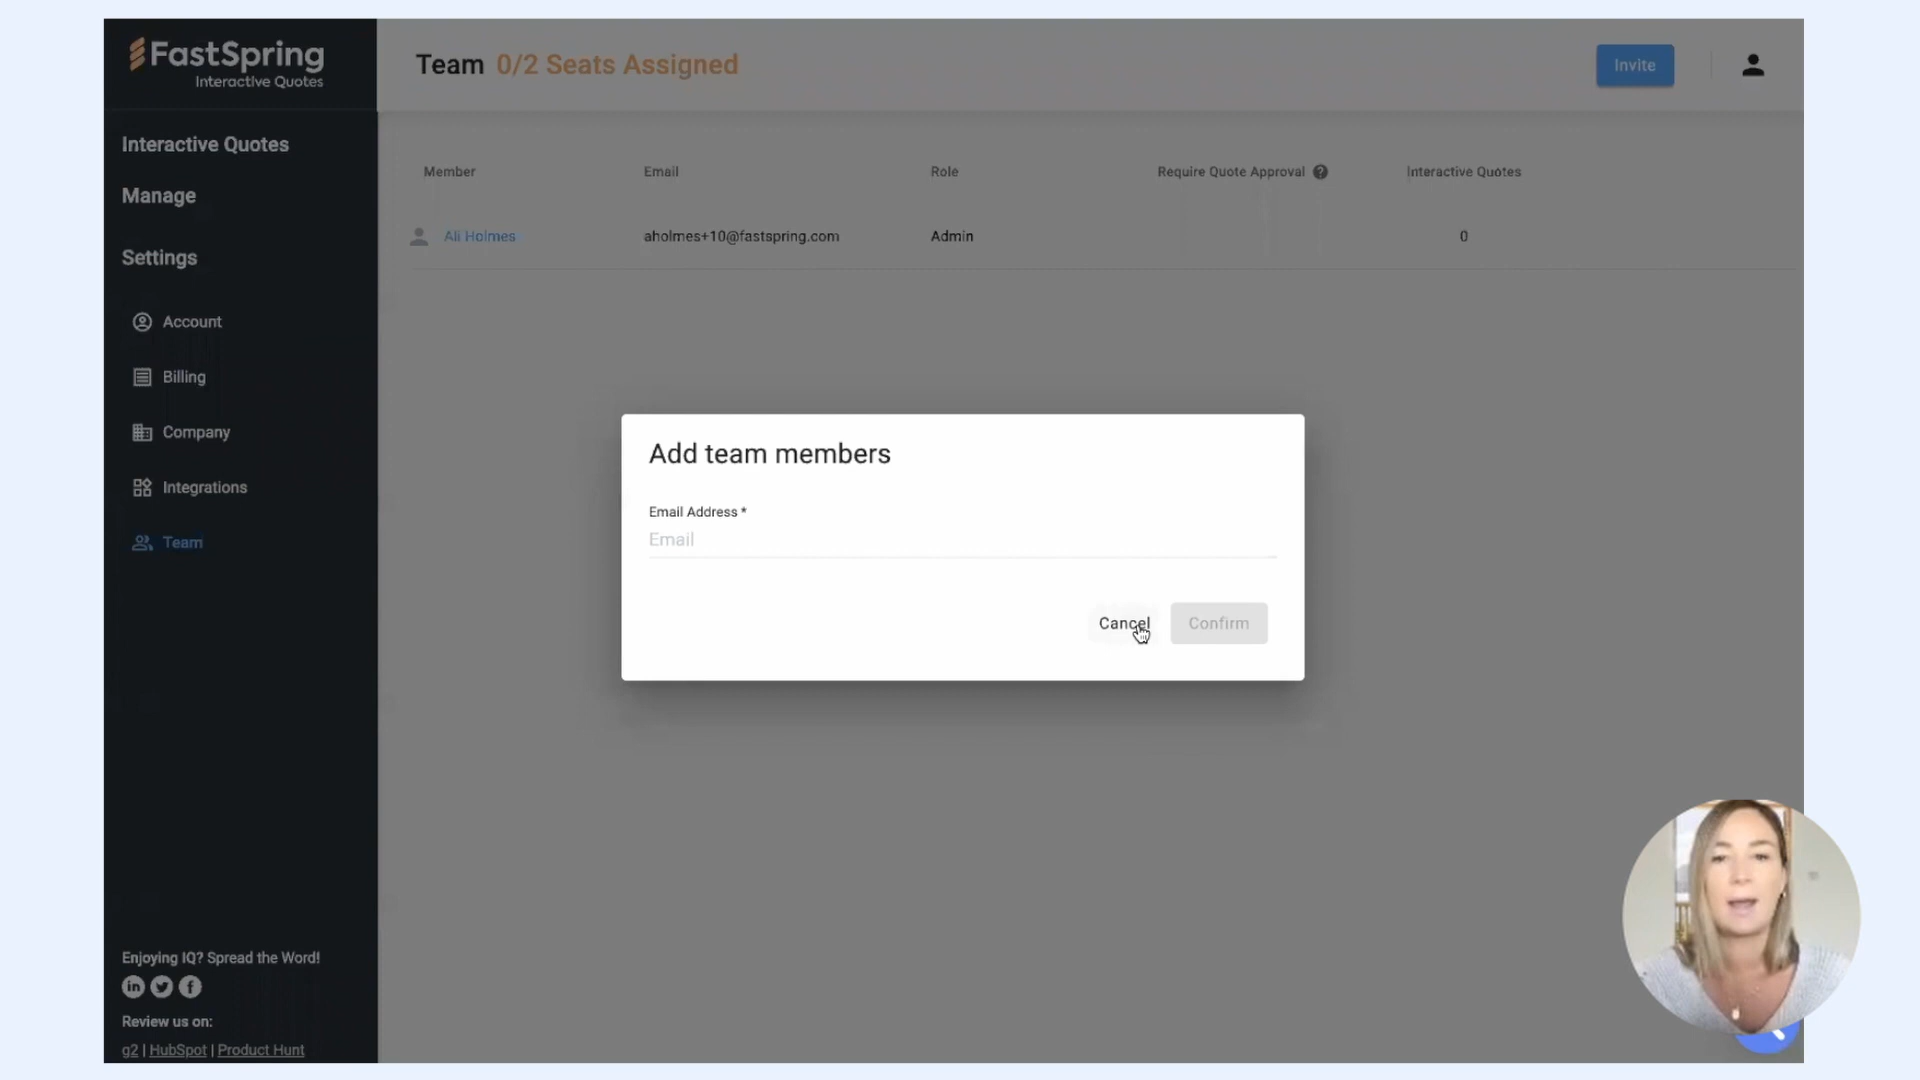 FastSpring
Interactive Quotes
Team 0/2 Seats Assigned
Invite
Interactive Quotes
Manage
Settings
Account
Billing
Company
Integrations
Team
Member Email Role Require Quote Approval ? Interactive Quotes
Ali Holmes aholmes+10@fastspring.com Admin 0
Add team members
Email Address *
Email
Cancel Confirm
Enjoying IQ? Spread the Word!
Review us on:
g2 | HubSpot | Product Hunt